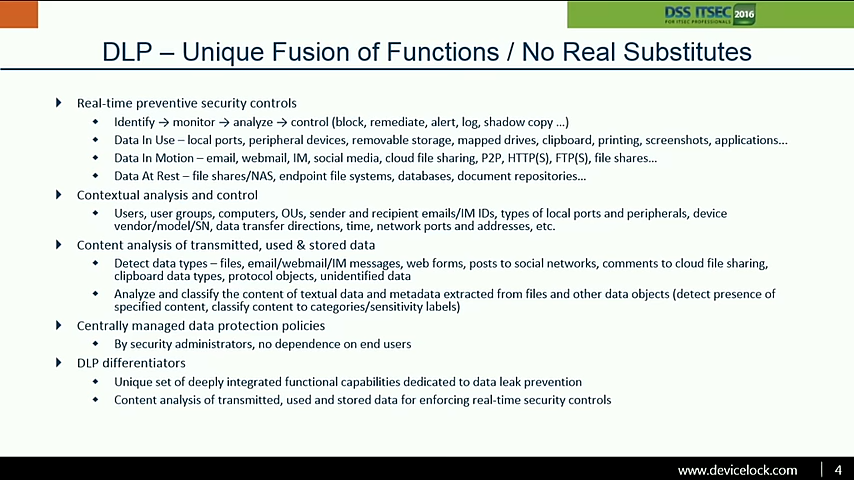 DSS ITSEC 2016
FOR ITSEC PROFESSIONALS
DLP – Unique Fusion of Functions / No Real Substitutes
Real-time preventive security controls
Identify → monitor → analyze → control (block, remediate, alert, log, shadow copy …)
Data In Use – local ports, peripheral devices, removable storage, mapped drives, clipboard, printing, screenshots, applications…
Data In Motion – email, webmail, IM, social media, cloud file sharing, P2P, HTTP(S), FTP(S), file shares…
Data At Rest – file shares/NAS, endpoint file systems, databases, document repositories…
Contextual analysis and control
Users, user groups, computers, OUs, sender and recipient emails/IM IDs, types of local ports and peripherals, device
vendor/model/SN, data transfer directions, time, network ports and addresses, etc.
Content analysis of transmitted, used & stored data
Detect data types – files, email/webmail/IM messages, web forms, posts to social networks, comments to cloud file sharing,
clipboard data types, protocol objects, unidentified data
Analyze and classify the content of textual data and metadata extracted from files and other data objects (detect presence of
specified content, classify content to categories/sensitivity labels)
Centrally managed data protection policies
By security administrators, no dependence on end users
DLP differentiators
Unique set of deeply integrated functional capabilities dedicated to data leak prevention
Content analysis of transmitted, used and stored data for enforcing real-time security controls
www.devicelock.com
4